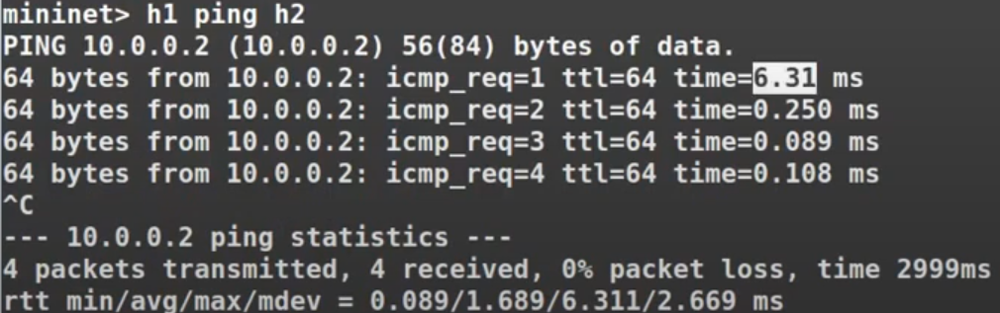 mininet> h1 ping h2
PING 10.0.0.2 (10.0.0.2) 56(84) bytes of data.
64 bytes from 10.0.0.2: icmp_req=1 ttl=64 time=6.31 ms
64 bytes from 10.0.0.2: icmp_req=2 ttl=64 time=0.250 ms
64 bytes from 10.0.0.2: icmp_req=3 ttl=64 time=0.089 ms
64 bytes from 10.0.0.2: icmp_req=4 ttl=64 time=0.108 ms
^C
--- 10.0.0.2 ping statistics ---
4 packets transmitted, 4 received, 0% packet loss, time 2999ms
rtt min/avg/max/mdev = 0.089/1.689/6.311/2.669 ms